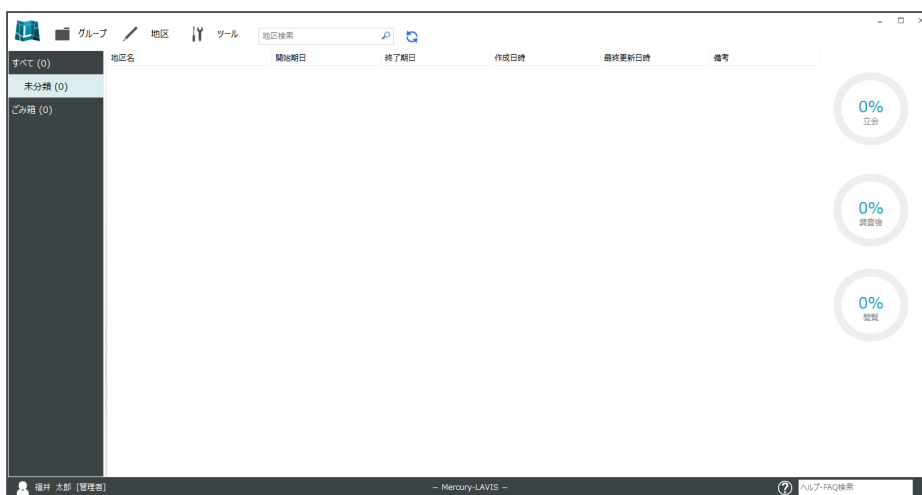 L グループ 地区 ツール 地区検索
すべて (0)
未分類 (0)
ごみ箱 (0)
地区名 開始期日 終了期日 作成日時 最終更新日時 備考
0%
立会
0%
調査後
0%
閲覧
福井 太郎 [管理者] – Mercury-LAVIS – ? ヘルプ・FAQ検索